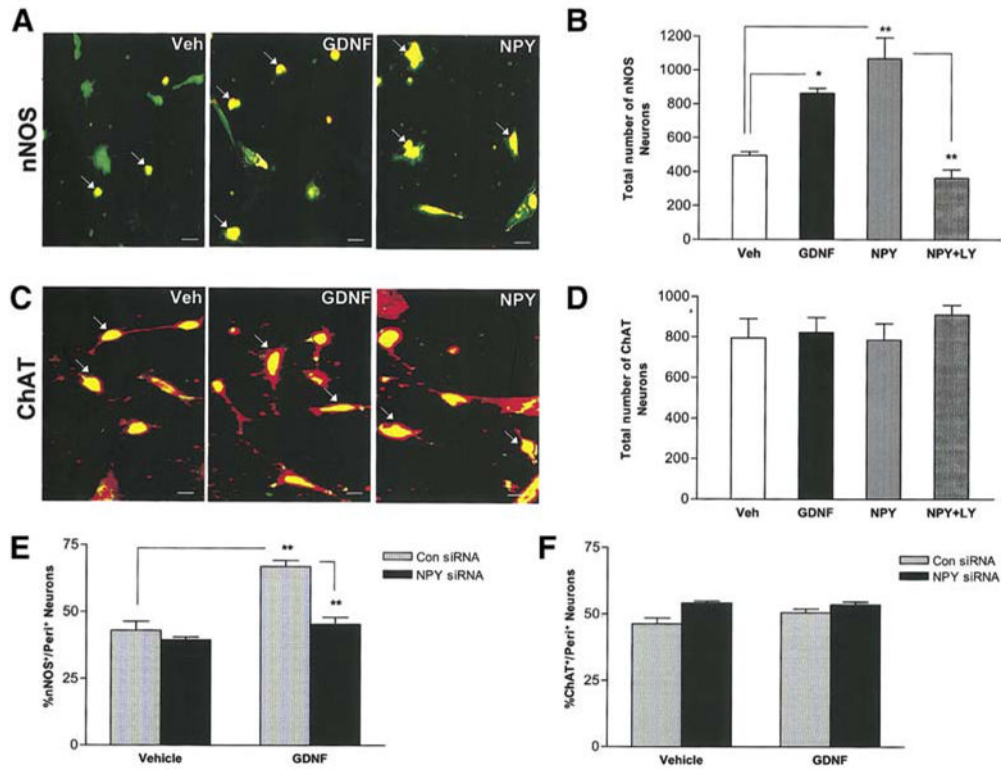 A
Veh
GDNF
NPY
nNOS
B
Total number of nNOS
Neurons
1200
1000
800
600
400
200
0
*
**
**
Veh
GDNF
NPY
NPY+LY
C
Veh
GDNF
NPY
ChAT
D
Total number of ChAT
Neurons
1000
800
600
400
200
0
Veh
GDNF
NPY
NPY+LY
E
%nNOS+/Peri+ Neurons
75
50
25
0
**
**
Con siRNA
NPY siRNA
Vehicle
GDNF
F
%ChAT+/Peri+ Neurons
75
50
25
0
Con siRNA
NPY siRNA
Vehicle
GDNF